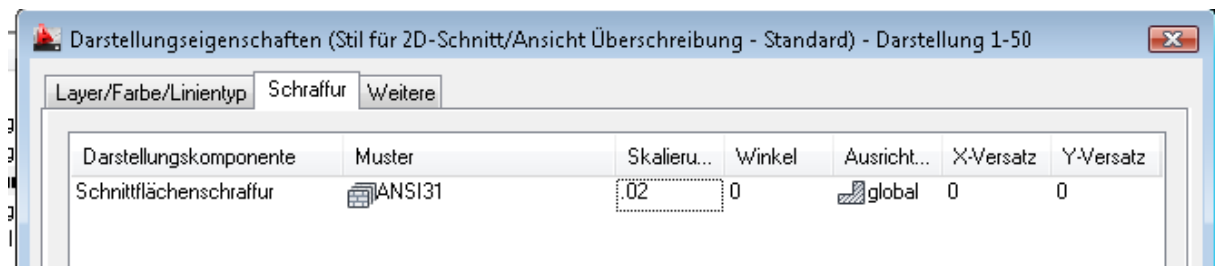 Darstellungseigenschaften (Stil für 2D-Schnitt/Ansicht Überschreibung - Standard) - Darstellung 1-50
Layer/Farbe/Linientyp Schraffur Weitere
Darstellungskomponente Muster Skalieru... Winkel Ausricht... X-Versatz Y-Versatz
Schnittflächenschraffur ANSI31 .02 0 global 0 0